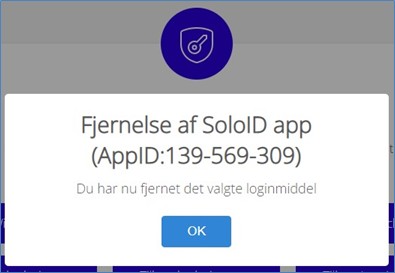 Fjernelse af SoloID app
(AppID:139-569-309)
Du har nu fjernet det valgte loginmiddel
OK